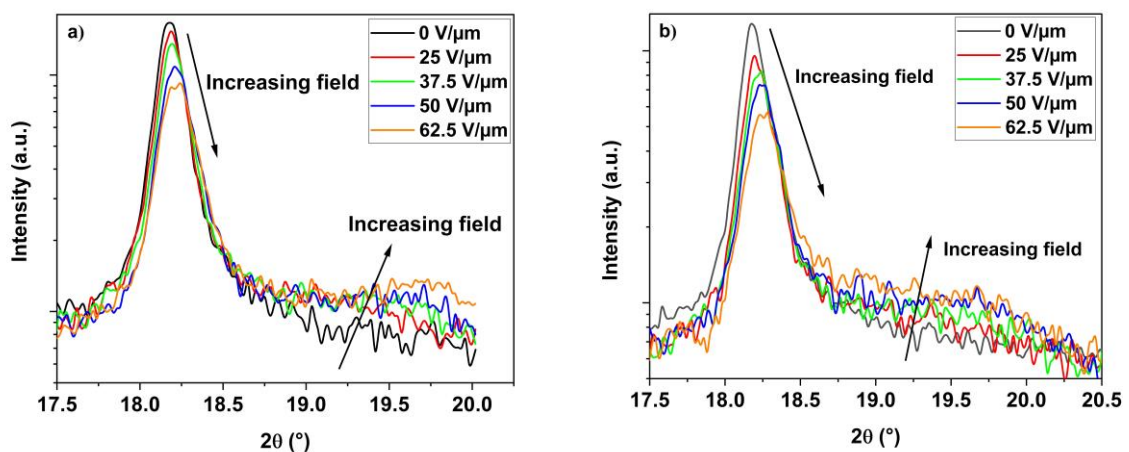 a)
0 V/μm
25 V/μm
37.5 V/μm
50 V/μm
62.5 V/μm
Increasing field
Increasing field
Intensity (a.u.)
17.5 18.0 18.5 19.0 19.5 20.0
2θ (°)
b)
0 V/μm
25 V/μm
37.5 V/μm
50 V/μm
62.5 V/μm
Increasing field
Increasing field
Intensity (a.u.)
17.5 18.0 18.5 19.0 19.5 20.0 20.5
2θ (°)